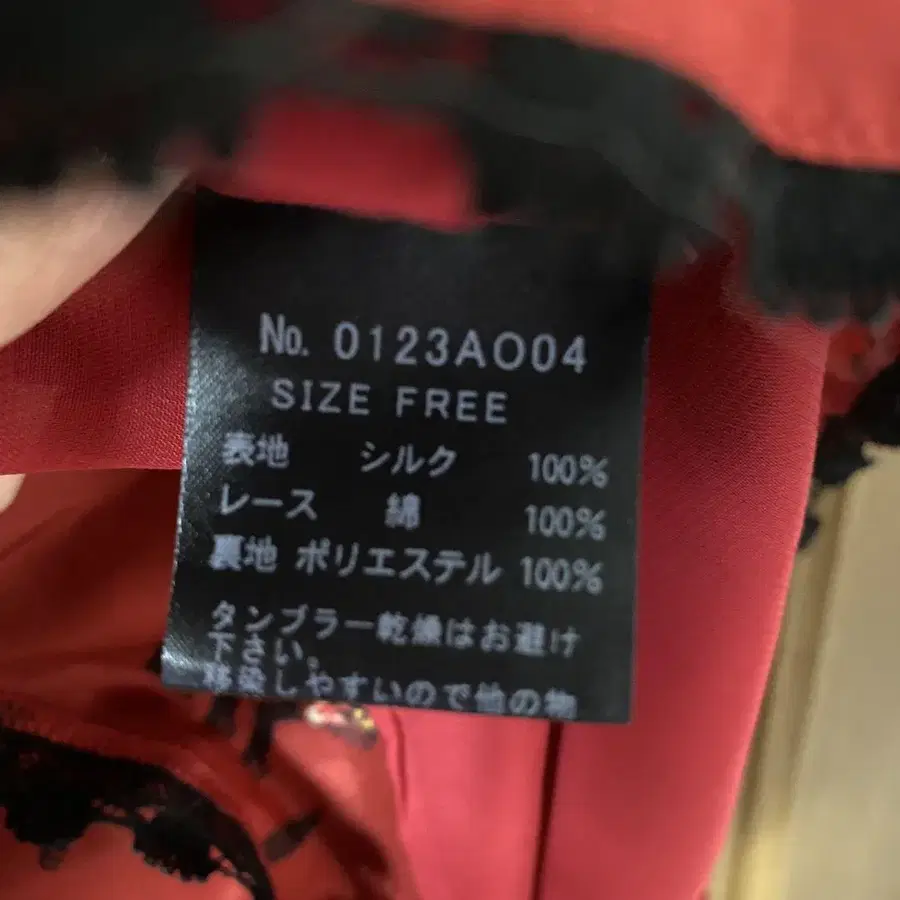 No. 0123AO04
SIZE FREE
表地 シルク 100%
レース 綿 100%
裏地 ポリエステル 100%
タンブラー乾燥はお避け
下さい。
移染しやすいので他の物